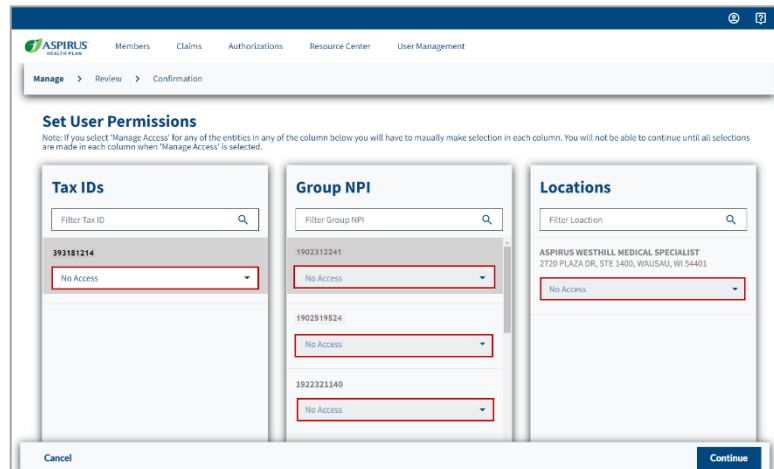 ASPIRUS
HEALTH PLAN
Members Claims Authorizations Resource Center User Management
Manage > Review > Confirmation
Set User Permissions
Note: If you select 'Manage Access' for any of the entities in any of the column below you will have to maually make selection in each column. You will not be able to continue until all selections
are made in each column when 'Manage Access' is selected.
Tax IDs
Filter Tax ID
393181214
No Access
Group NPI
Filter Group NPI
1902312241
No Access
1902519524
No Access
1922321140
No Access
Locations
Filter Loaction
ASPIRUS WESTHILL MEDICAL SPECIALIST
2720 PLAZA DR, STE 1400, WAUSAU, WI 54401
No Access
Cancel
Continue